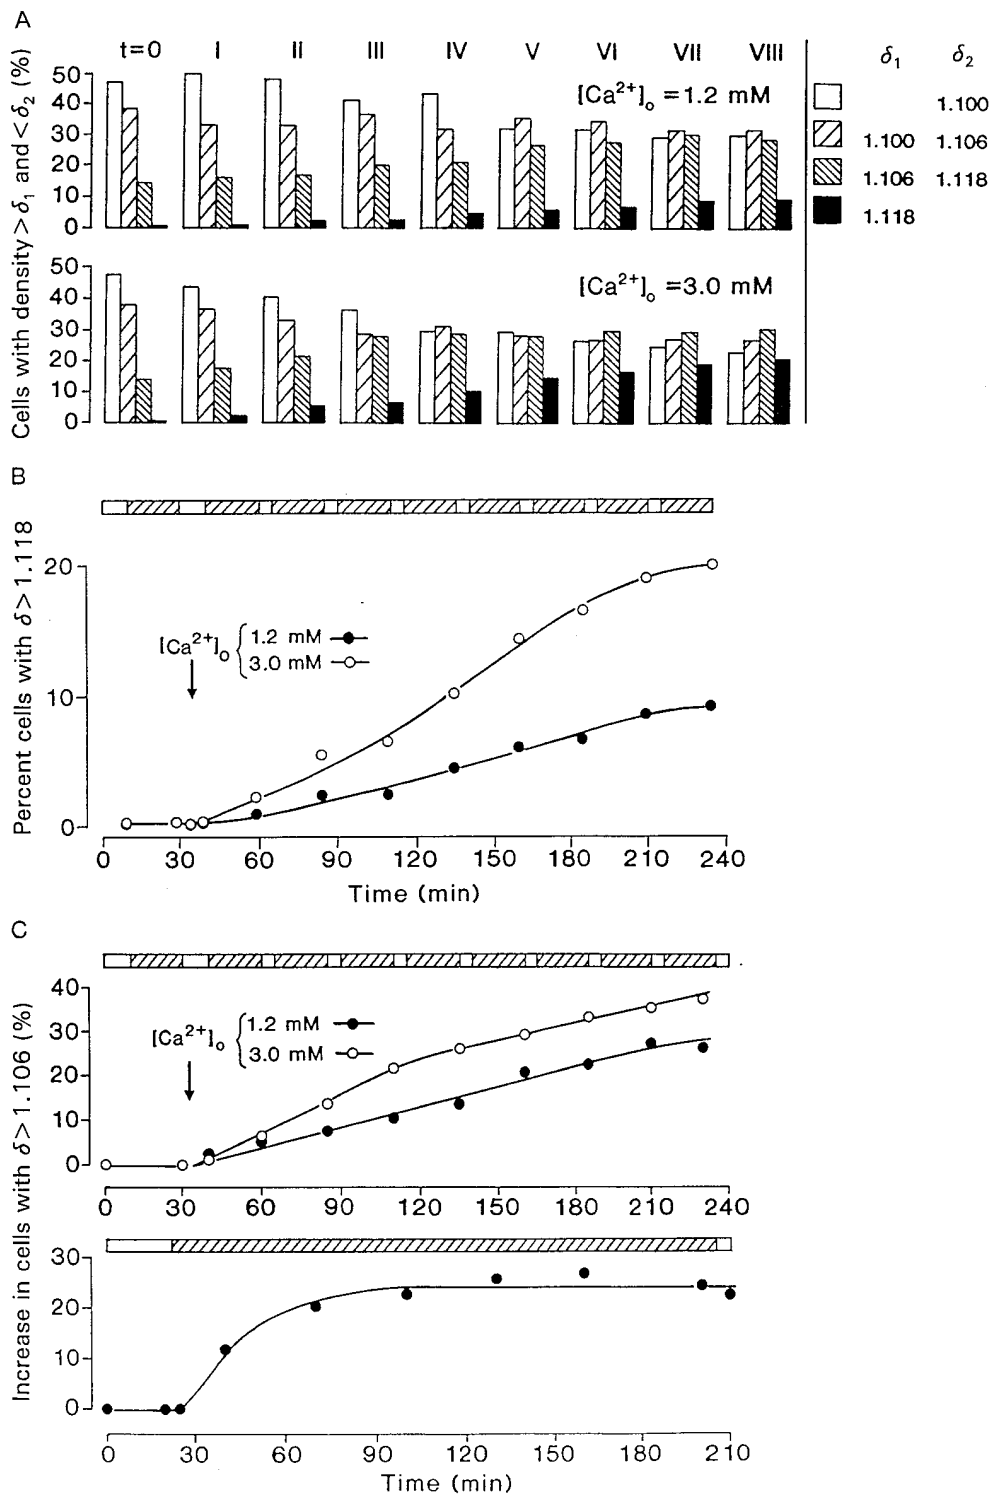 A
t=0 I II III IV V VI VII VIII
δ1 δ2
[Ca2+]o = 1.2 mM
1.100
1.100 1.106
1.106 1.118
1.118
50
40
30
20
10
0
[Ca2+]o = 3.0 mM
50
40
30
20
10
0
Cells with density > δ1 and < δ2 (%)
B
20
10
0
Percent cells with δ > 1.118
[Ca2+]o { 1.2 mM
3.0 mM
0 30 60 90 120 150 180 210 240
Time (min)
C
40
30
20
10
0
[Ca2+]o { 1.2 mM
3.0 mM
0 30 60 90 120 150 180 210 240
Increase in cells with δ > 1.106 (%)
30
20
10
0
0 30 60 90 120 150 180 210
Time (min)